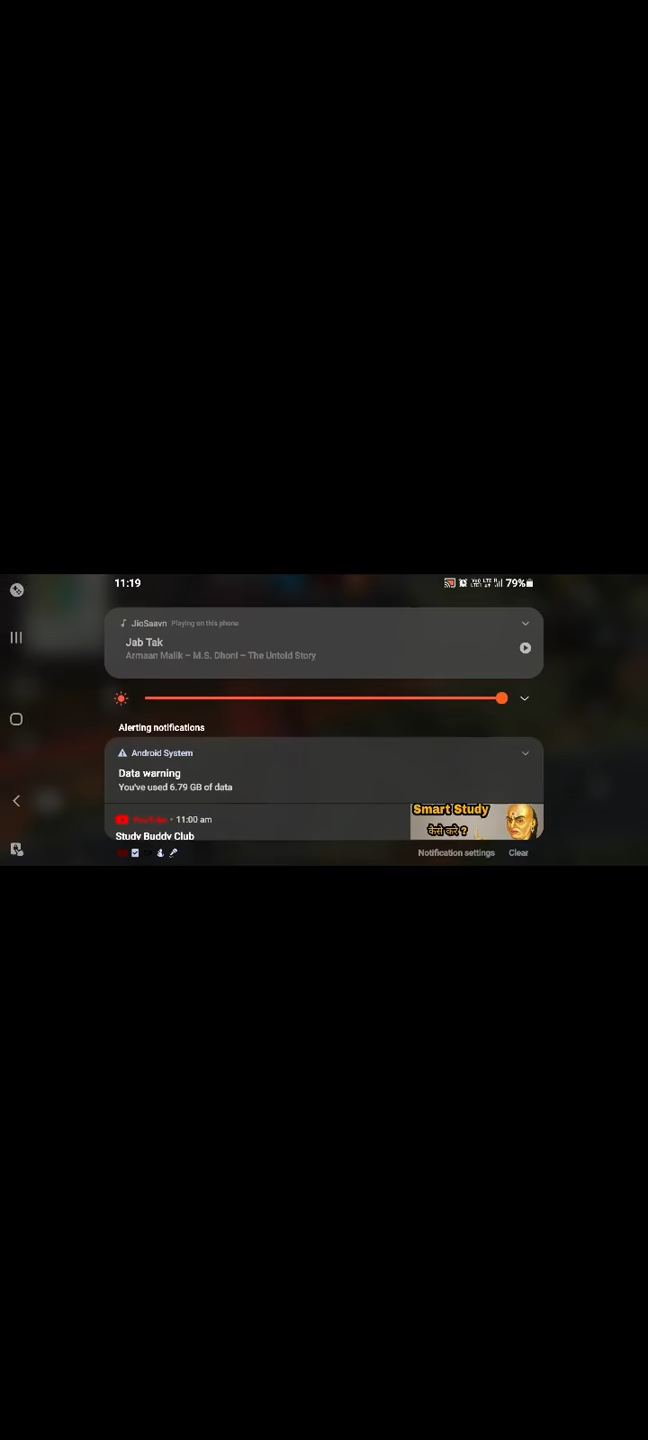 11:19
79%
JioSaavn Playing on this phone
Jab Tak
Armaan Malik – M.S. Dhoni – The Untold Story
Alerting notifications
Android System
Data warning
You've used 6.79 GB of data
YouTube • 11:00 am
Study Buddy Club
Smart Study
कैसे करे ?
Notification settings
Clear